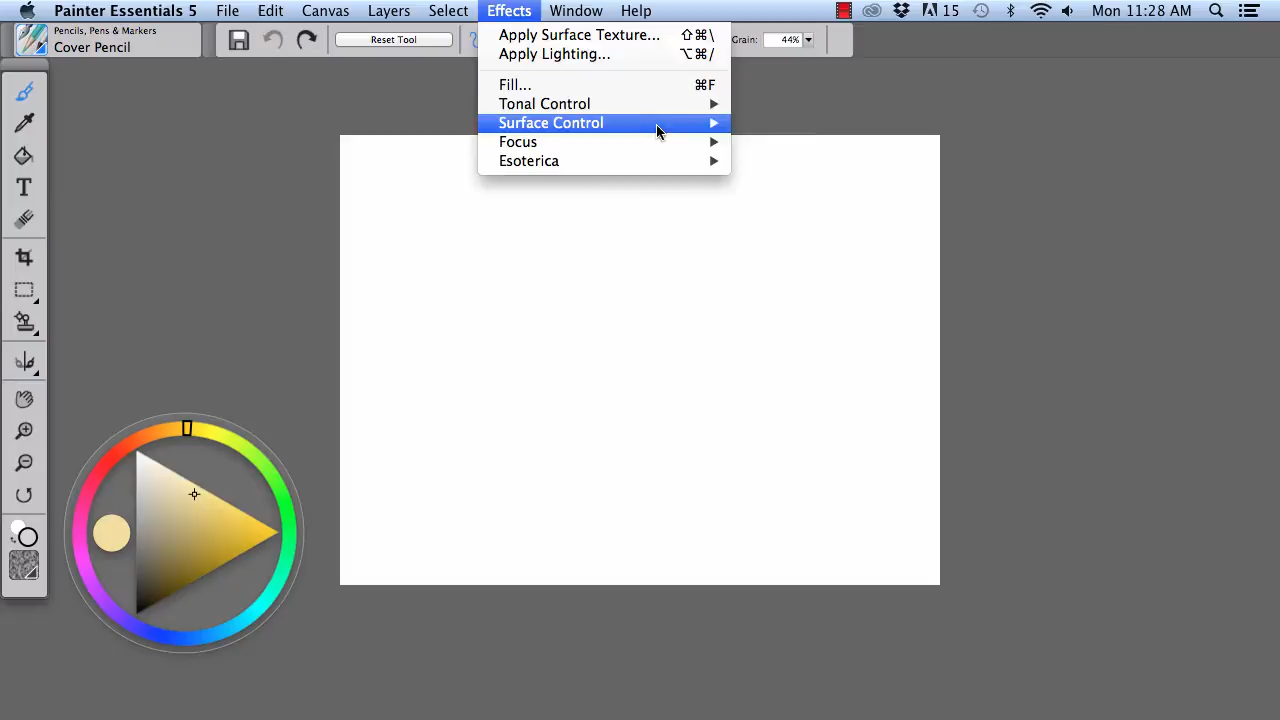 Painter Essentials 5 File Edit Canvas Layers Select Effects Window Help 15 Mon 11:28 AM
Pencils, Pens & Markers
Cover Pencil
Reset Tool
Grain: 44%
Apply Surface Texture... ⇧⌘\
Apply Lighting... ⌥⌘/
Fill... ⌘F
Tonal Control
Surface Control
Focus
Esoterica
T